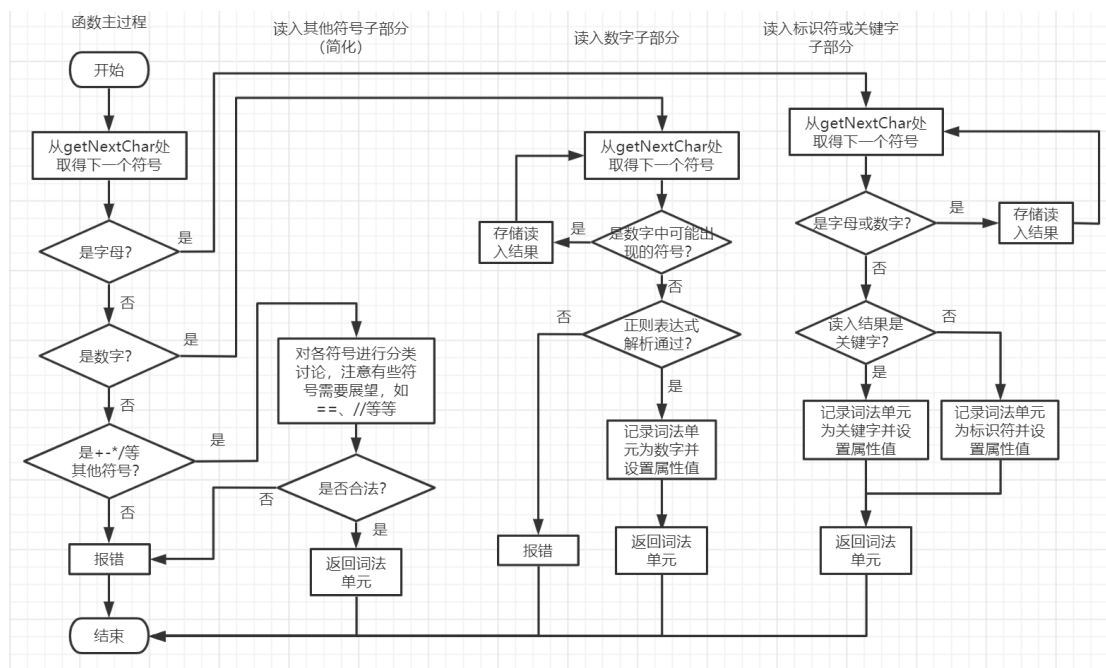 函数主过程
开始
从getNextChar处
取得下一个符号
是字母?
是
否
是数字?
是
否
是+-*/等
其他符号?
是
否
报错
结束
读入其他符号子部分
（简化）
对各符号进行分类
讨论，注意有些符
号需要展望，如
==、//等等
是否合法?
否
是
返回词法
单元
读入数字子部分
从getNextChar处
取得下一个符号
是数字中可能出
现的符号?
是
存储读
入结果
否
正则表达式
解析通过?
否
是
报错
记录词法单
元为数字并
设置属性值
返回词法
单元
读入标识符或关键字
子部分
从getNextChar处
取得下一个符号
是字母或数字?
是
存储读
入结果
否
读入结果是
关键字?
否
是
记录词法单元
为关键字并设
置属性值
记录词法单元
为标识符并设
置属性值
返回词法
单元